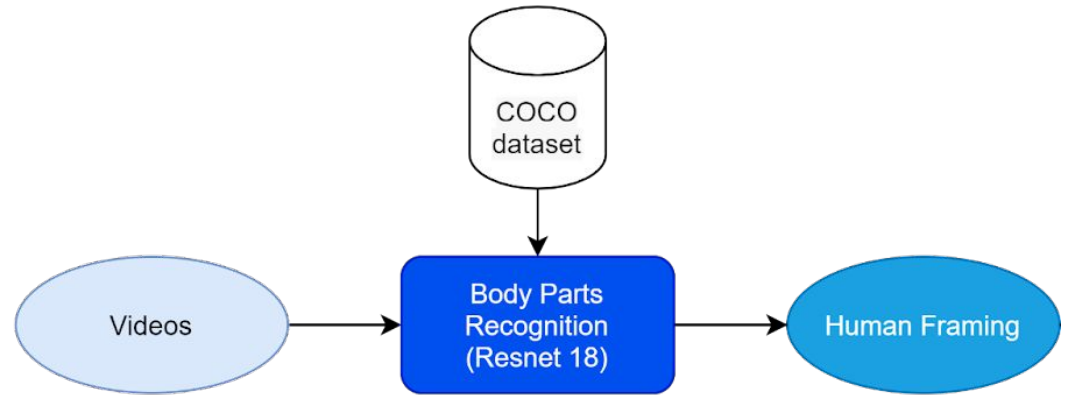 COCO
dataset
Videos
Body Parts
Recognition
(Resnet 18)
Human Framing